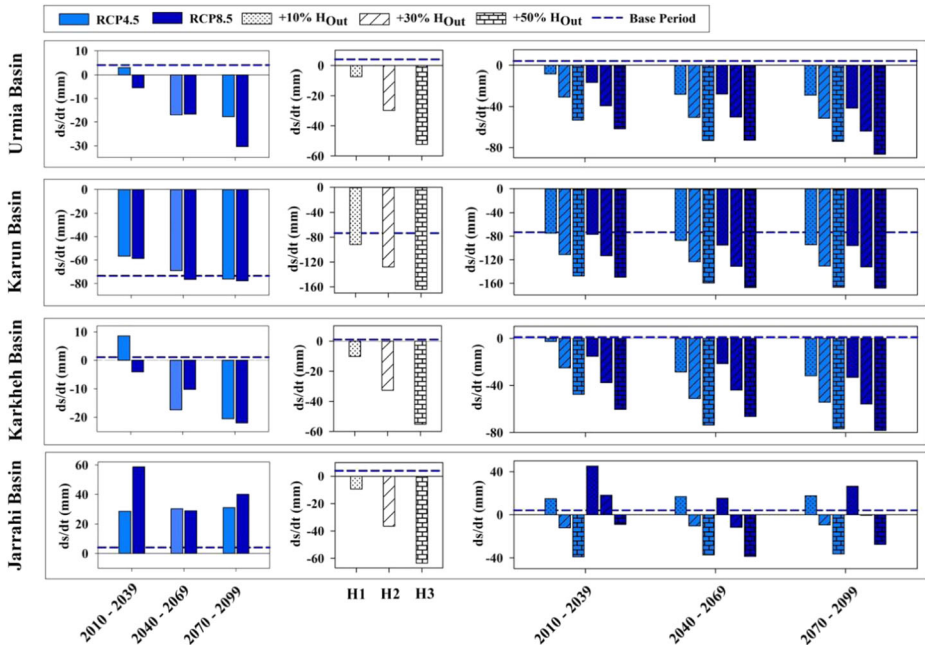 RCP4.5 RCP8.5 +10% HOut +30% HOut +50% HOut Base Period
Urmia Basin
ds/dt (mm)
10
0
-10
-20
-30
ds/dt (mm)
0
-20
-40
-60
ds/dt (mm)
0
-40
-80
Karun Basin
ds/dt (mm)
0
-20
-40
-60
-80
ds/dt (mm)
0
-40
-80
-120
-160
ds/dt (mm)
0
-40
-80
-120
-160
Karkheh Basin
ds/dt (mm)
10
0
-10
-20
ds/dt (mm)
0
-20
-40
-60
ds/dt (mm)
0
-40
-80
Jarrahi Basin
ds/dt (mm)
60
40
20
0
ds/dt (mm)
0
-20
-40
-60
ds/dt (mm)
40
0
-40
2010 - 2039
2040 - 2069
2070 - 2099
H1 H2 H3
2010 - 2039
2040 - 2069
2070 - 2099